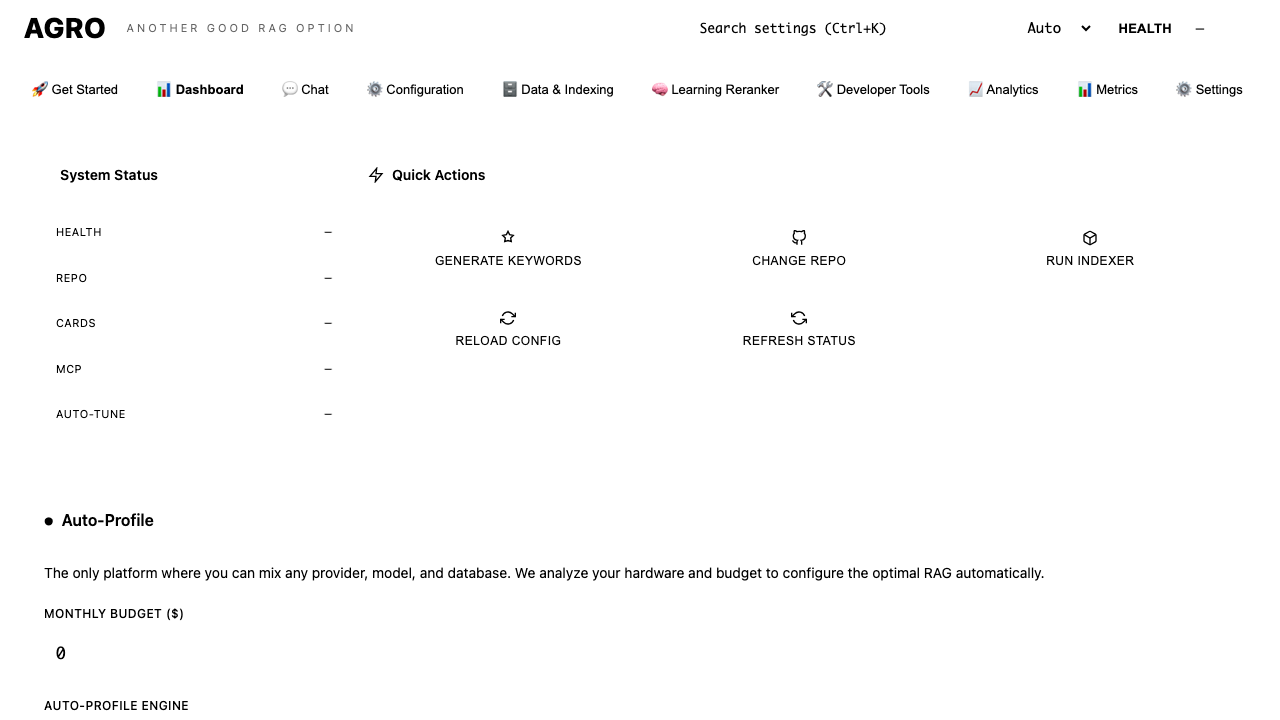 AGRO ANOTHER GOOD RAG OPTION Search settings (Ctrl+K) Auto HEALTH —
🚀 Get Started 📊 Dashboard 💬 Chat ⚙️ Configuration 🗄️ Data & Indexing 🧠 Learning Reranker 🛠️ Developer Tools 📈 Analytics 📊 Metrics ⚙️ Settings
System Status
HEALTH —
REPO —
CARDS —
MCP —
AUTO-TUNE —
Quick Actions
GENERATE KEYWORDS CHANGE REPO RUN INDEXER
RELOAD CONFIG REFRESH STATUS
● Auto-Profile
The only platform where you can mix any provider, model, and database. We analyze your hardware and budget to configure the optimal RAG automatically.
MONTHLY BUDGET ($)
0
AUTO-PROFILE ENGINE